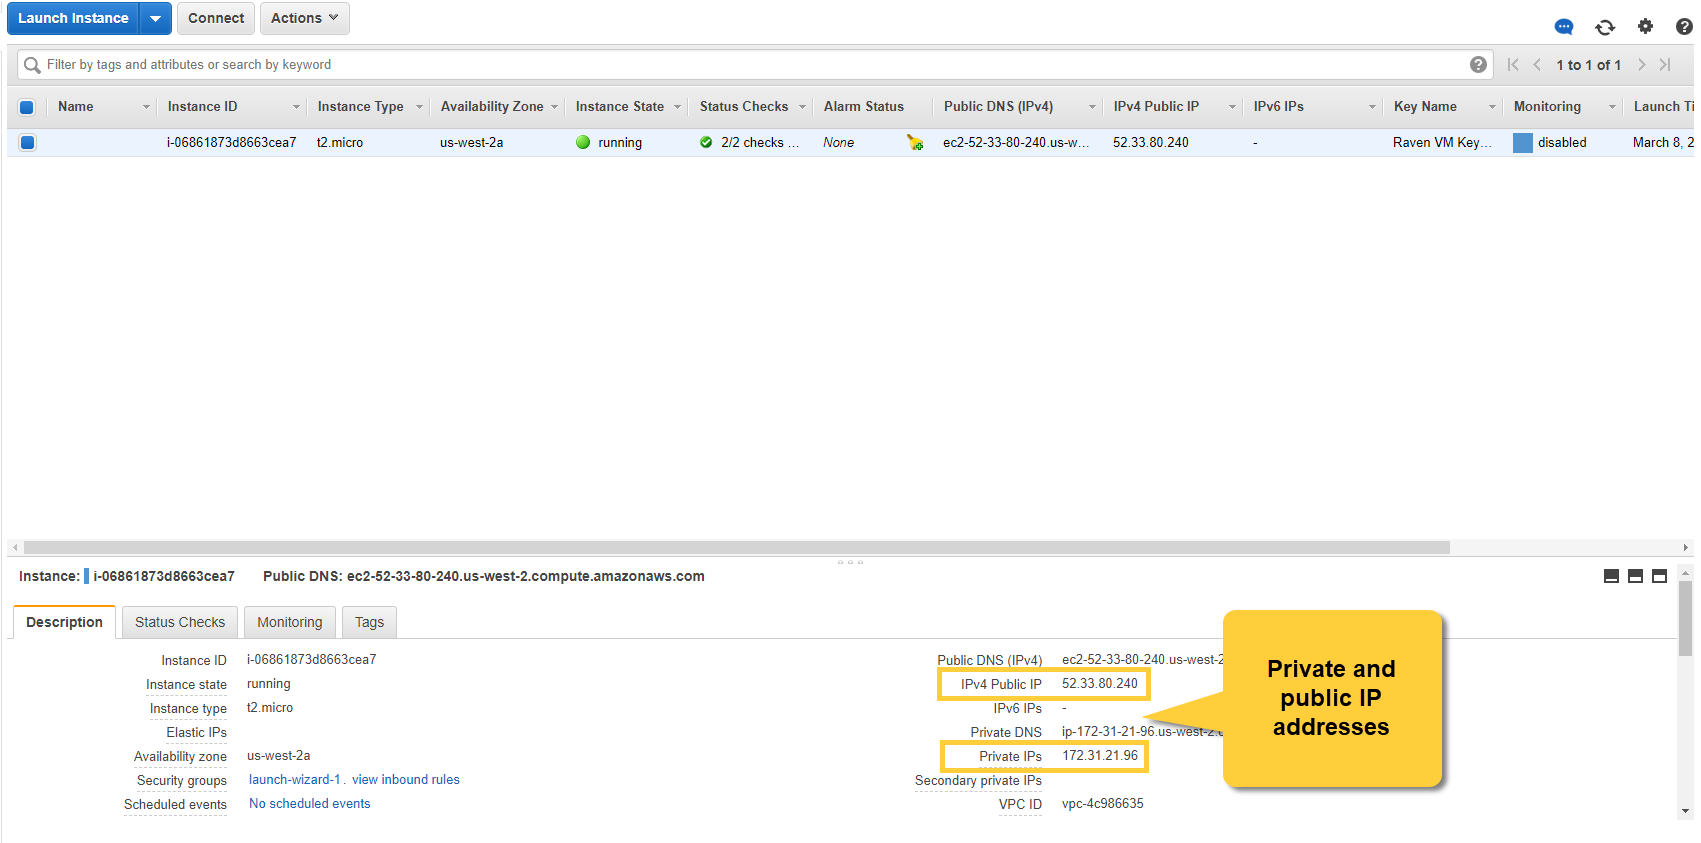 Launch Instance Connect Actions
Filter by tags and attributes or search by keyword 1 to 1 of 1
Name Instance ID Instance Type Availability Zone Instance State Status Checks Alarm Status Public DNS (IPv4) IPv4 Public IP IPv6 IPs Key Name Monitoring Launch Ti
i-06861873d8663cea7 t2.micro us-west-2a running 2/2 checks ... None ec2-52-33-80-240.us-w... 52.33.80.240 - Raven VM Key... disabled March 8, 2
Instance: i-06861873d8663cea7 Public DNS: ec2-52-33-80-240.us-west-2.compute.amazonaws.com
Description Status Checks Monitoring Tags
Instance ID i-06861873d8663cea7 Public DNS (IPv4) ec2-52-33-80-240.us-west-2
Instance state running IPv4 Public IP 52.33.80.240
Instance type t2.micro IPv6 IPs -
Elastic IPs Private DNS ip-172-31-21-96.us-west-2.
Availability zone us-west-2a Private IPs 172.31.21.96
Security groups launch-wizard-1. view inbound rules Secondary private IPs
Scheduled events No scheduled events VPC ID vpc-4c986635
Private and
public IP
addresses